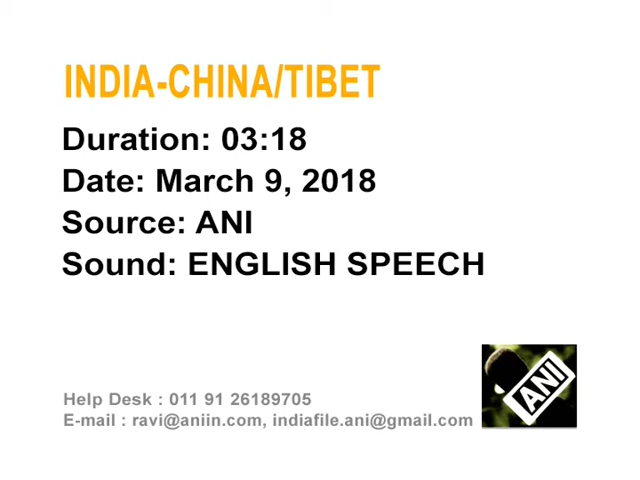 INDIA-CHINA/TIBET
Duration: 03:18
Date: March 9, 2018
Source: ANI
Sound: ENGLISH SPEECH
Help Desk : 011 91 26189705
E-mail : ravi@aniin.com, indiafile.ani@gmail.com
ANI